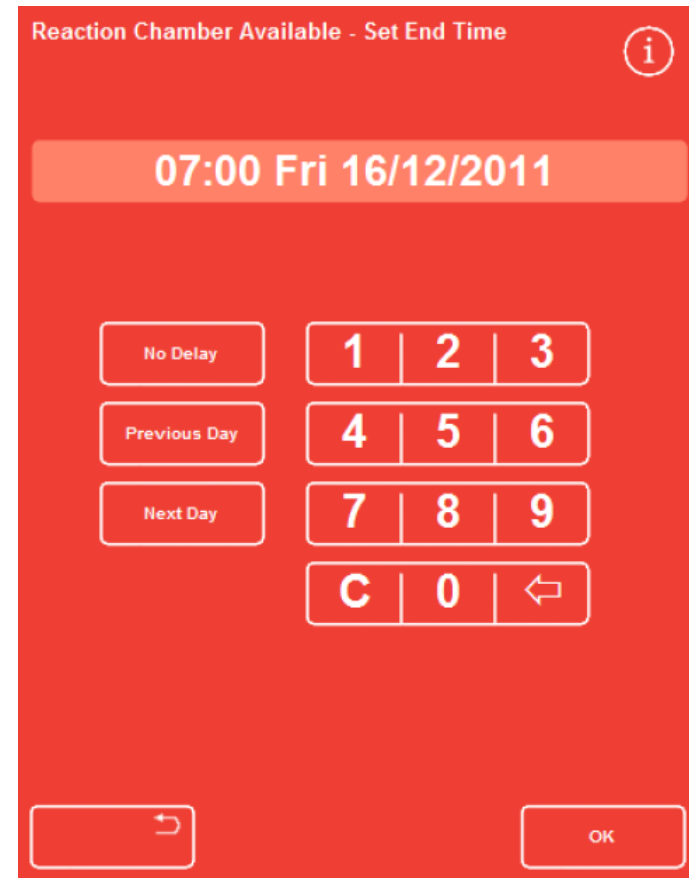 Reaction Chamber Available - Set End Time
i
07:00 Fri 16/12/2011
No Delay
1 2 3
Previous Day
4 5 6
Next Day
7 8 9
C 0
OK